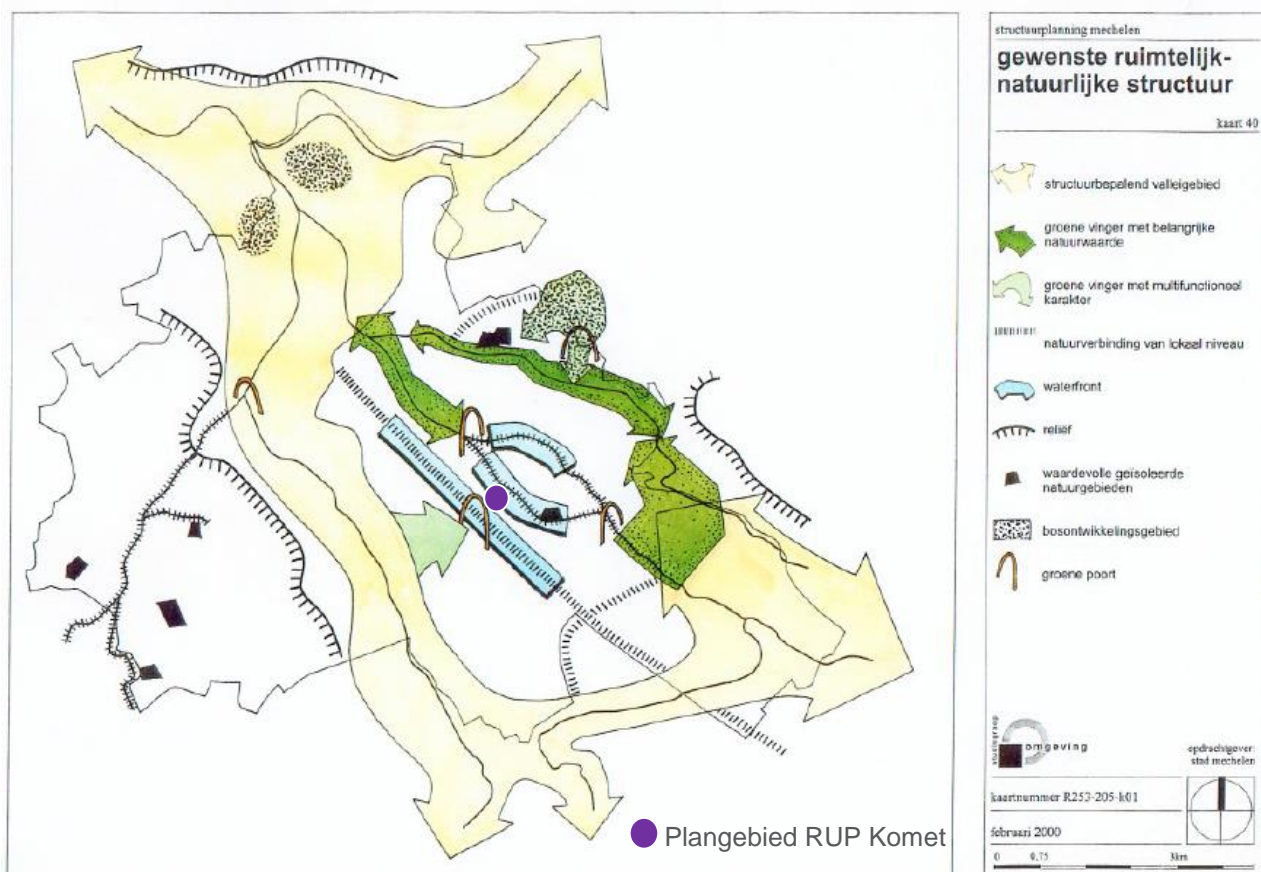 structuurplanning mechelen
gewenste ruimtelijk-
natuurlijke structuur
kaart 40
structuurbepalend valleigebied
groene vinger met belangrijke
natuurwaarde
groene vinger met multifunctioneel
karakter
natuurverbinding van lokaal niveau
waterfront
reliëf
waardevolle geïsoleerde
natuurgebieden
bosontwikkelingsgebied
groene poort
studiegroep
omgeving
opdrachtgever:
stad mechelen
kaartnummer R253-205-k01
februari 2000
0 0,75 3km
Plangebied RUP Komet